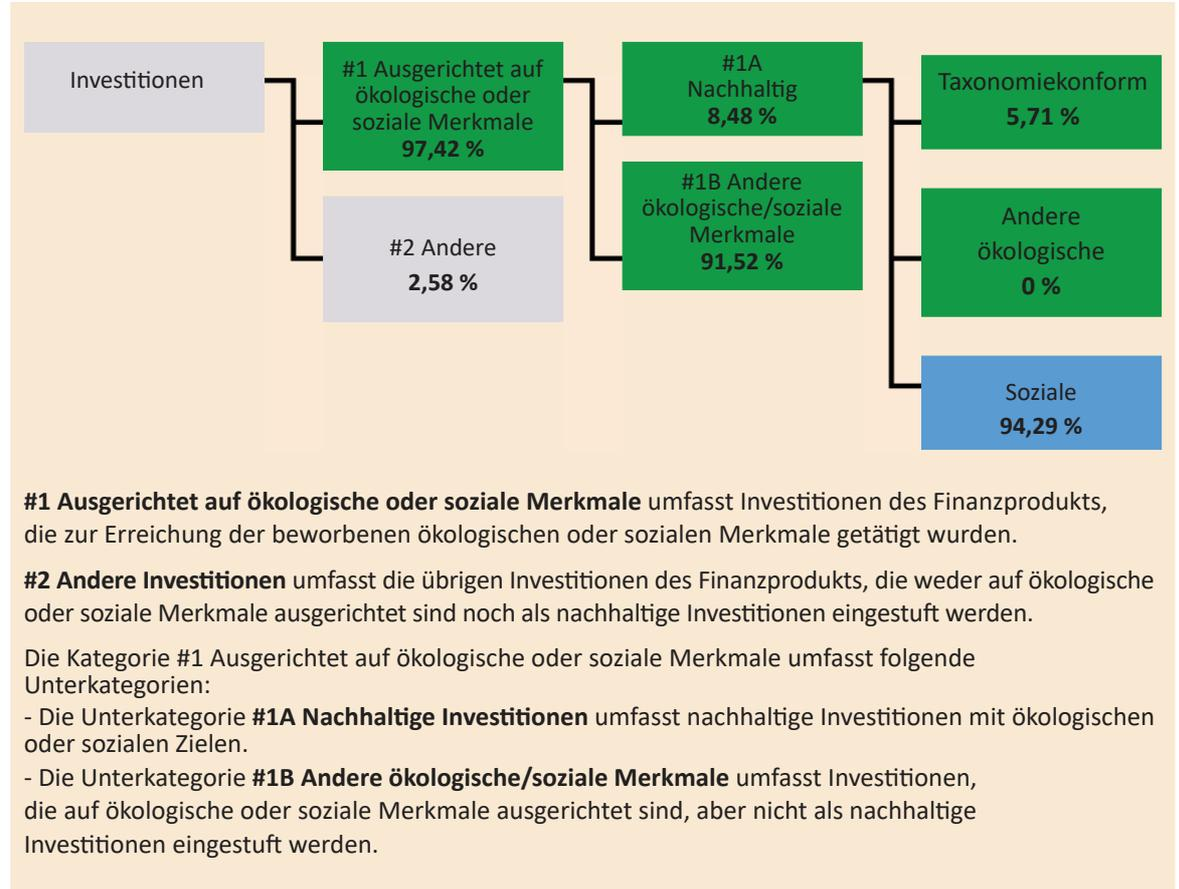 Investitionen
#1 Ausgerichtet auf
ökologische oder
soziale Merkmale
97,42 %
#2 Andere
2,58 %
#1A
Nachhaltig
8,48 %
#1B Andere
ökologische/soziale
Merkmale
91,52 %
Taxonomiekonform
5,71 %
Andere
ökologische
0 %
Soziale
94,29 %
#1 Ausgerichtet auf ökologische oder soziale Merkmale umfasst Investitionen des Finanzprodukts,
die zur Erreichung der beworbenen ökologischen oder sozialen Merkmale getätigt wurden.
#2 Andere Investitionen umfasst die übrigen Investitionen des Finanzprodukts, die weder auf ökologische
oder soziale Merkmale ausgerichtet sind noch als nachhaltige Investitionen eingestuft werden.
Die Kategorie #1 Ausgerichtet auf ökologische oder soziale Merkmale umfasst folgende
Unterkategorien:
- Die Unterkategorie #1A Nachhaltige Investitionen umfasst nachhaltige Investitionen mit ökologischen
oder sozialen Zielen.
- Die Unterkategorie #1B Andere ökologische/soziale Merkmale umfasst Investitionen,
die auf ökologische oder soziale Merkmale ausgerichtet sind, aber nicht als nachhaltige
Investitionen eingestuft werden.